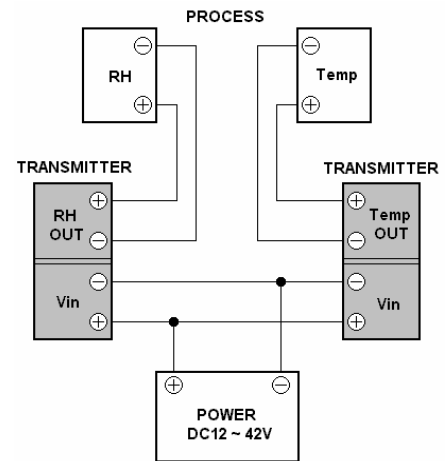 PROCESS
⊖
RH
⊕
⊖
Temp
⊕
TRANSMITTER
RH
OUT
⊕
⊖
Vin
⊖
⊕
TRANSMITTER
⊕
Temp
OUT
⊖
⊖
Vin
⊕
⊕ ⊖
POWER
DC12 ~ 42V